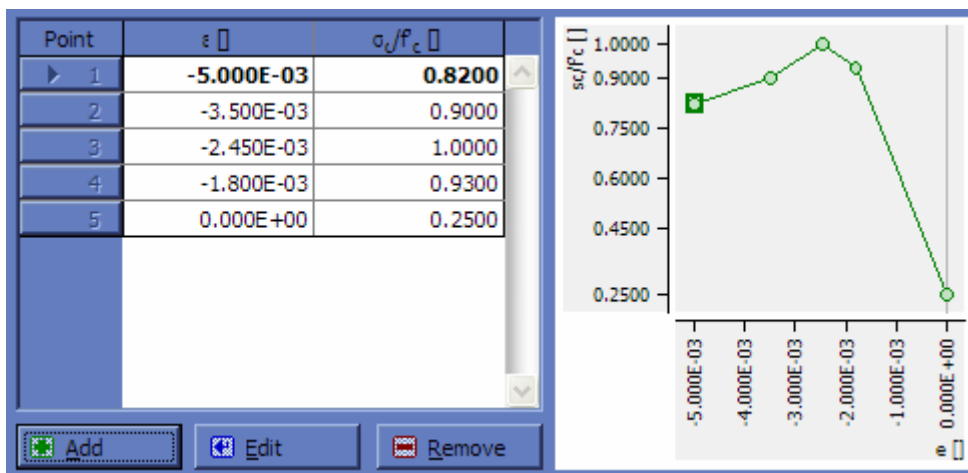 Point ε [] σc/f'c []
1 -5.000E-03 0.8200
2 -3.500E-03 0.9000
3 -2.450E-03 1.0000
4 -1.800E-03 0.9300
5 0.000E+00 0.2500
Add Edit Remove
sc/f'c []
1.0000
0.9000
0.7500
0.6000
0.4500
0.2500
-5.000E-03
-4.000E-03
-3.000E-03
-2.000E-03
-1.000E-03
0.000E+00
e []